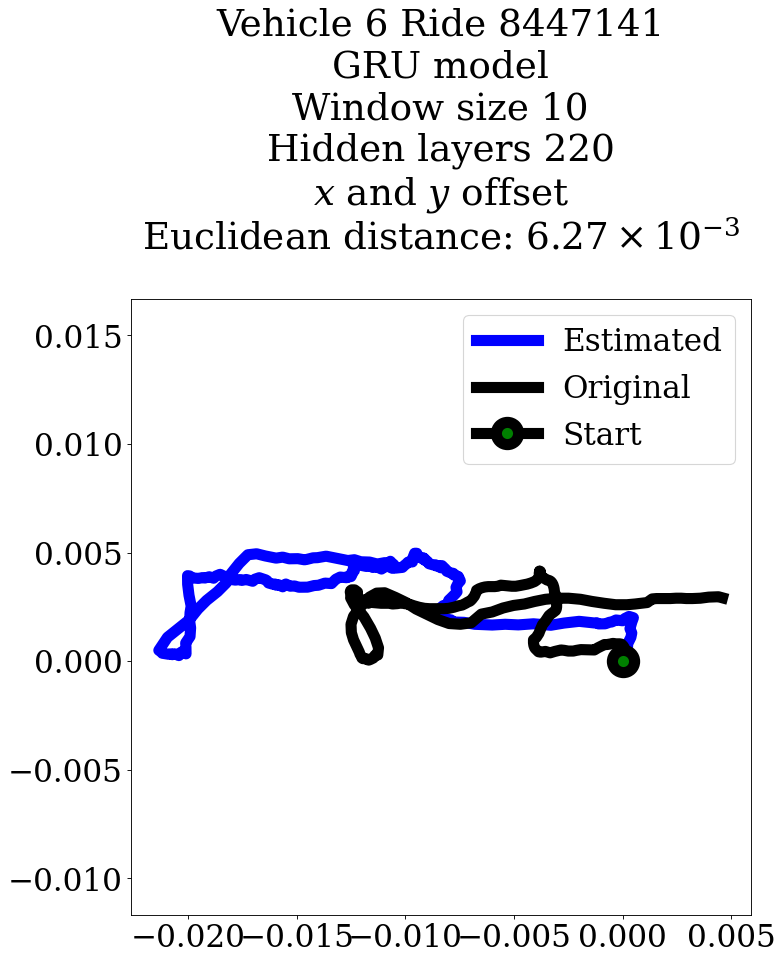 Vehicle 6 Ride 8447141
GRU model
Window size 10
Hidden layers 220
x and y offset
Euclidean distance: 6.27 × 10⁻³
Estimated
Original
Start
0.015
0.010
0.005
0.000
−0.005
−0.010
−0.020 −0.015 −0.010 −0.005 0.000 0.005